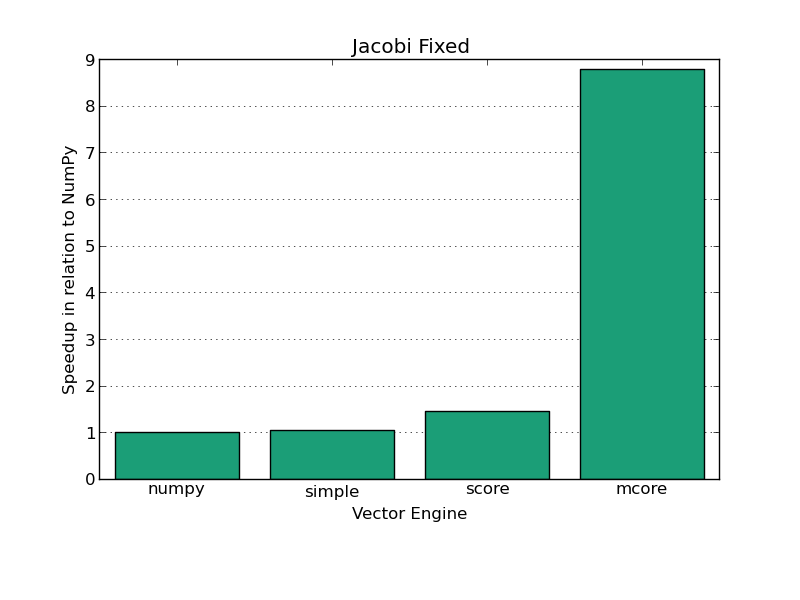 Jacobi Fixed
Speedup in relation to NumPy
9
8
7
6
5
4
3
2
1
0
numpy simple score mcore
Vector Engine